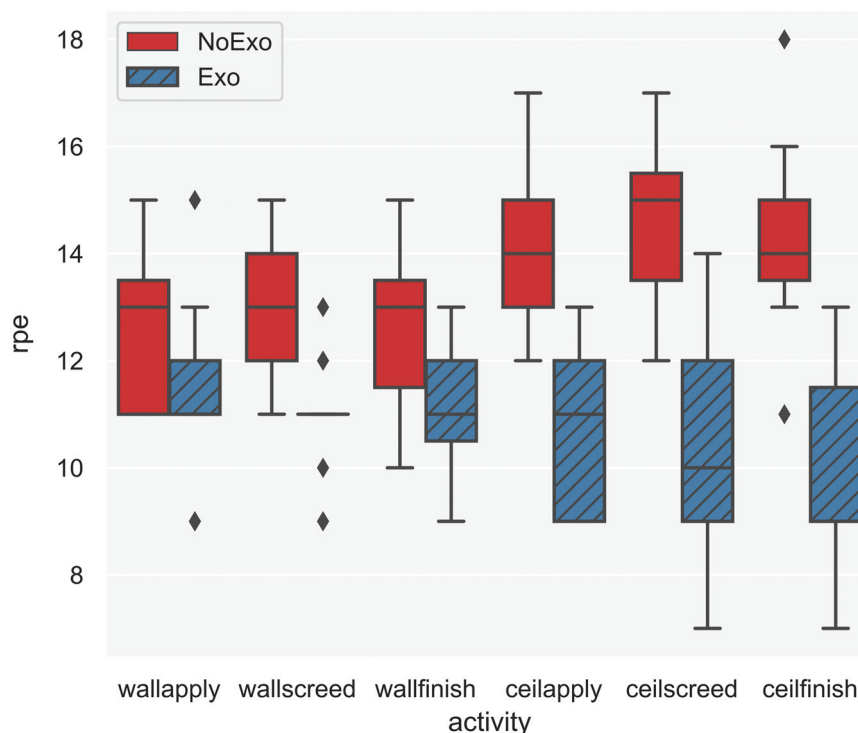 18
16
14
12
10
8
rpe
NoExo
Exo
wallapply wallscreed wallfinish ceilapply ceilscreed ceilfinish
activity